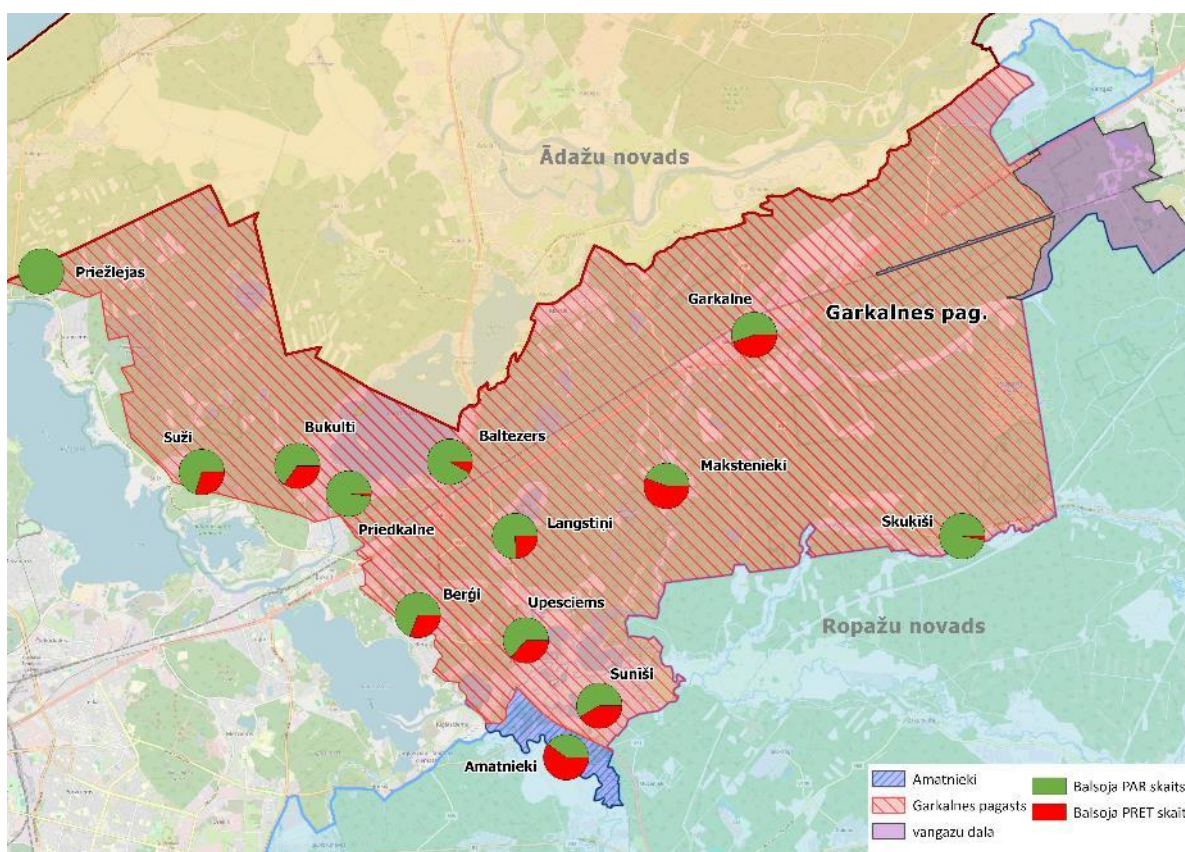 Ādažu novads
Priežlejas
Garkalne
Garkalnes pag.
Suži
Bukulti
Baltezers
Priedkalne
Makstenieki
Langstiņi
Skuķīši
Berģi
Upesciems
Ropažu novads
Sunīši
Amatnieki
Amatnieki
Garkalnes pagasts
vangazu dala
Balsoja PAR skaits
Balsoja PRET skait